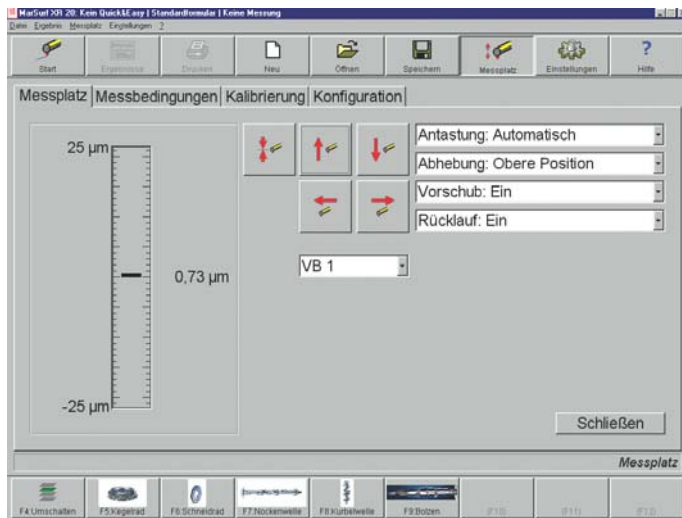 MarSurf XR 20: Kein Quick&Easy | Standardformular | Keine Messung
Datei Ergebnis Messplatz Einstellungen ?
Start Ergebnisse Drucken Neu Öffnen Speichern Messplatz Einstellungen Hilfe
Messplatz Messbedingungen Kalibrierung Konfiguration
25 µm
Antastung: Automatisch
Abhebung: Obere Position
Vorschub: Ein
Rücklauf: Ein
VB 1
0,73 µm
-25 µm
Schließen
Messplatz
F4:Umschalten F5:Kegelrad F6:Schneidrad F7:Nockenwelle F8:Kurbelwelle F9:Bolzen (F10) (F11) (F12)